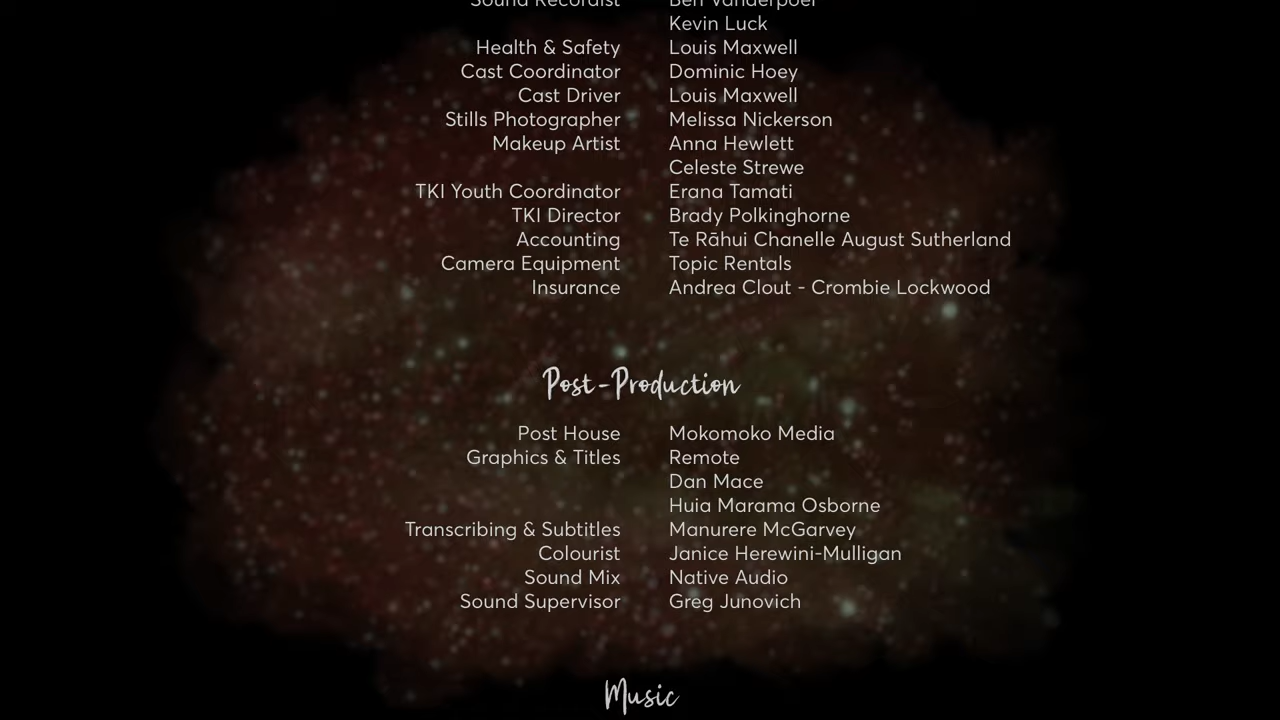 Sound Recordist Ben Vanderpoel
Kevin Luck
Health & Safety Louis Maxwell
Cast Coordinator Dominic Hoey
Cast Driver Louis Maxwell
Stills Photographer Melissa Nickerson
Makeup Artist Anna Hewlett
Celeste Strewe
TKI Youth Coordinator Erana Tamati
TKI Director Brady Polkinghorne
Accounting Te Rāhui Chanelle August Sutherland
Camera Equipment Topic Rentals
Insurance Andrea Clout - Crombie Lockwood
Post-Production
Post House Mokomoko Media
Graphics & Titles Remote
Dan Mace
Huia Marama Osborne
Transcribing & Subtitles Manurere McGarvey
Colourist Janice Herewini-Mulligan
Sound Mix Native Audio
Sound Supervisor Greg Junovich
Music